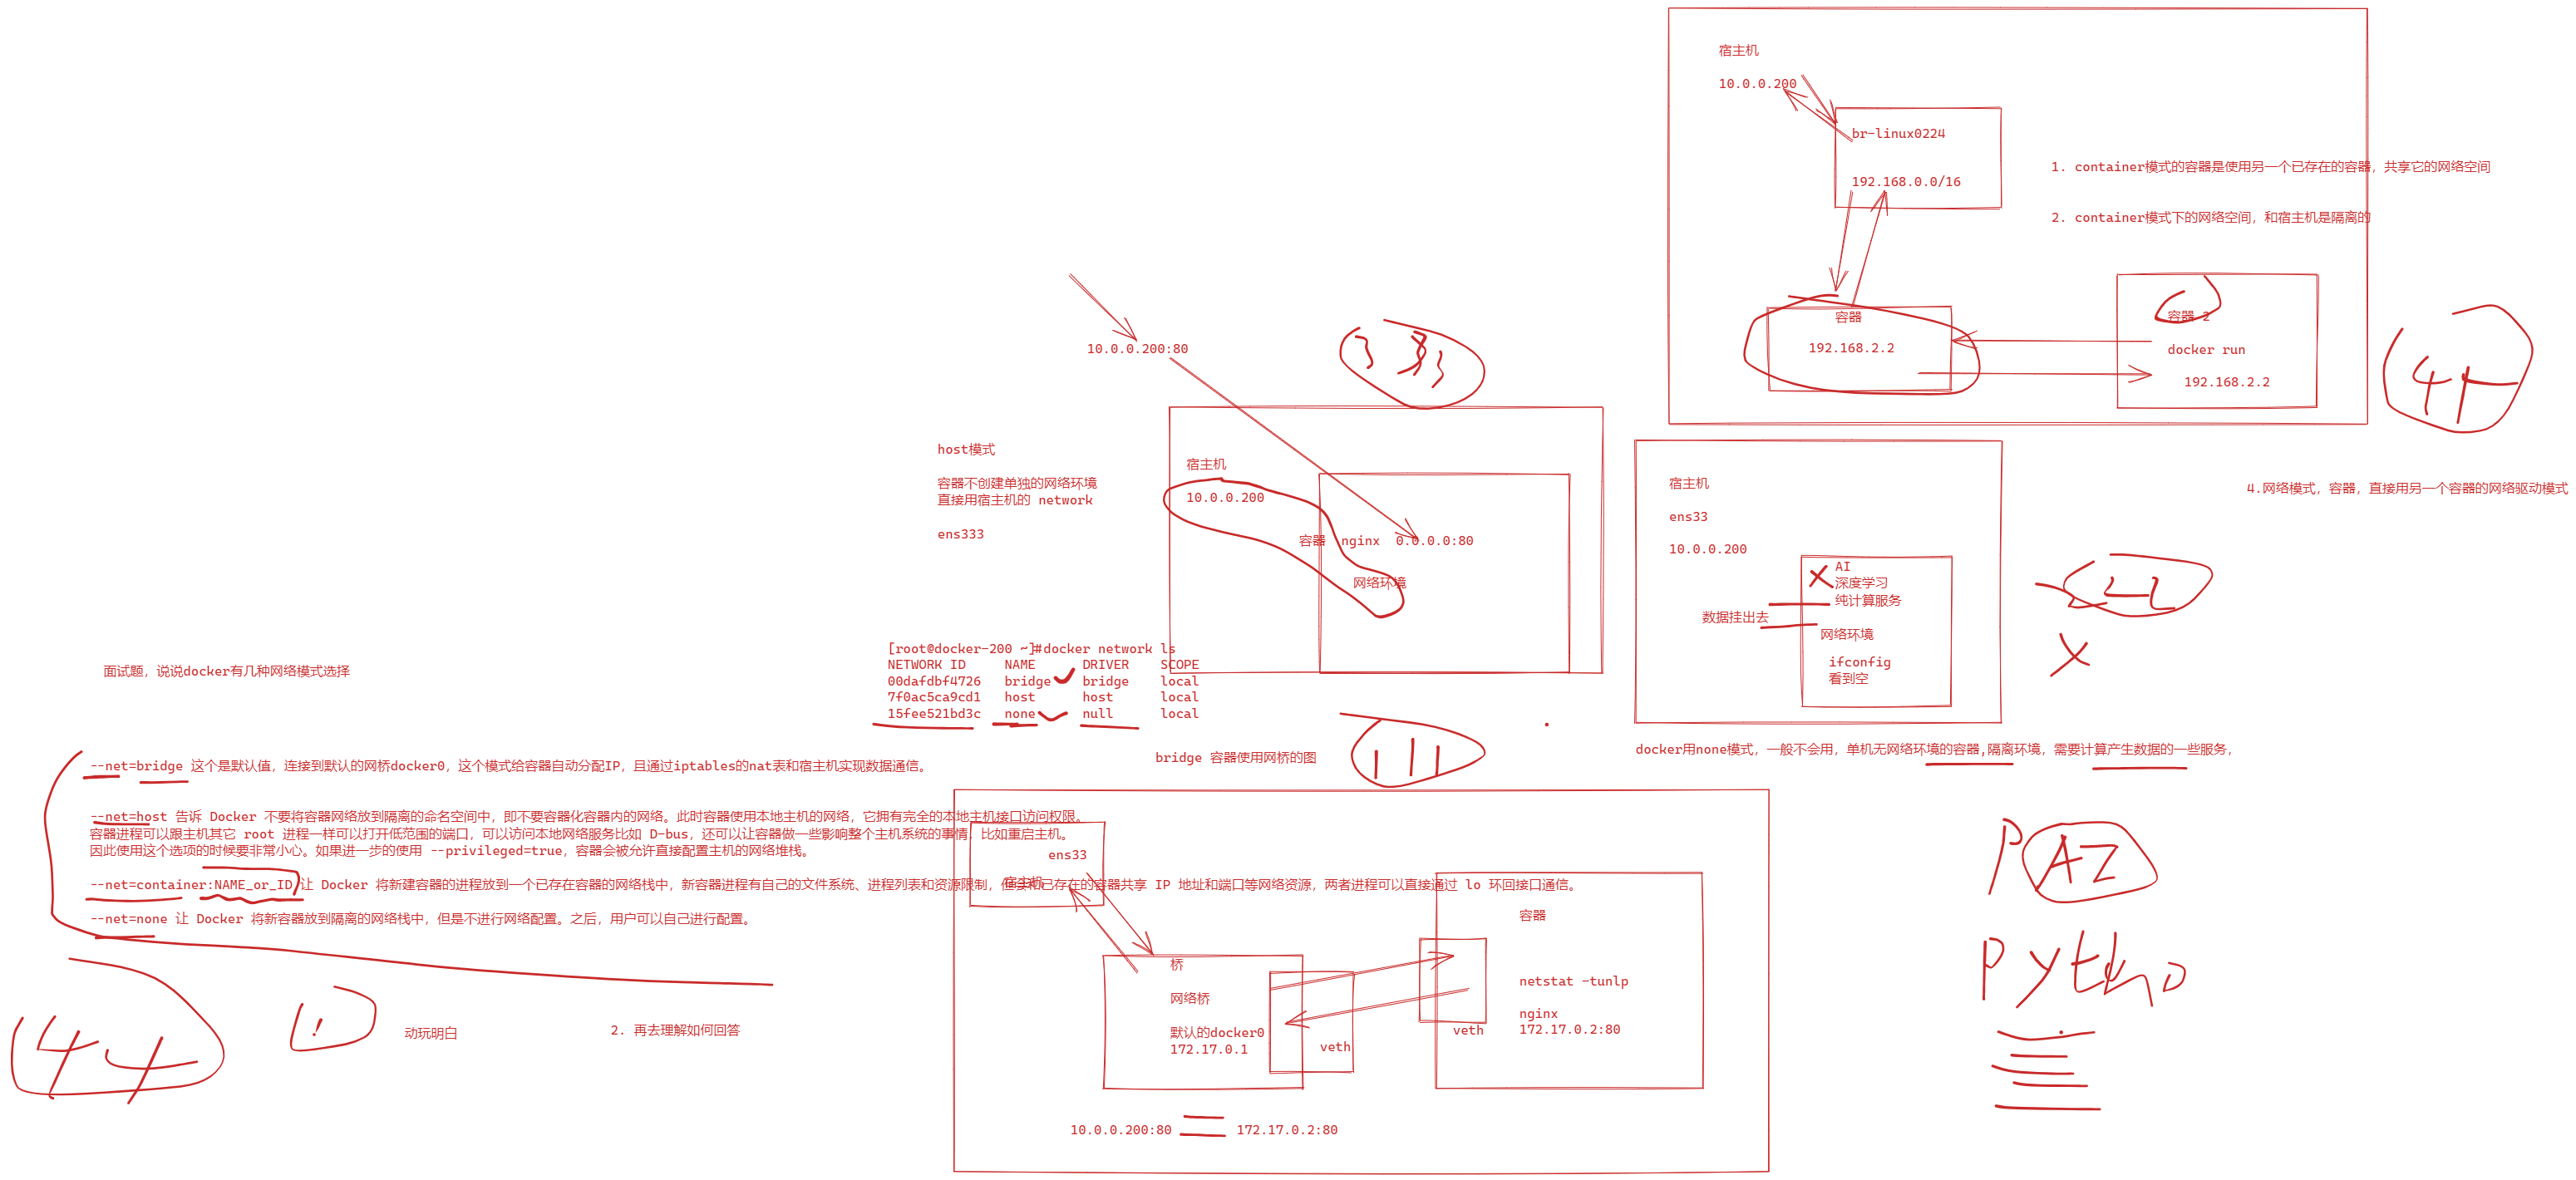 面试题，说说docker有几种网络模式选择
--net=bridge 这个是默认值，连接到默认的网桥docker0，这个模式给容器自动分配IP，且通过iptables的nat表和宿主机实现数据通信。
--net=host 告诉 Docker 不要将容器网络放到隔离的命名空间中，即不要容器化容器内的网络。此时容器使用本地主机的网络，它拥有完全的本地主机接口访问权限。
容器进程可以跟主机其它 root 进程一样可以打开低范围的端口，可以访问本地网络服务比如 D-bus，还可以让容器做一些影响整个主机系统的事情，比如重启主机。
因此使用这个选项的时候要非常小心。如果进一步的使用 --privileged=true，容器会被允许直接配置主机的网络堆栈。
--net=container:NAME_or_ID 让 Docker 将新建容器的进程放到一个已存在容器的网络栈中，新容器进程有自己的文件系统、进程列表和资源限制，但会和已存在的容器共享 IP 地址和端口等网络资源，两者进程可以直接通过 lo 环回接口通信。
--net=none 让 Docker 将新容器放到隔离的网络栈中，但是不进行网络配置。之后，用户可以自己进行配置。
44
1
动玩明白
2. 再去理解如何回答
10.0.0.200:80
333
host模式
容器不创建单独的网络环境
直接用宿主机的 network
ens333
宿主机
10.0.0.200
容器 nginx 0.0.0.0:80
网络环境
[root@docker-200 ~]#docker network ls
NETWORK ID NAME DRIVER SCOPE
00dafdbf4726 bridge bridge local
7f0ac5ca9cd1 host host local
15fee521bd3c none null local
bridge 容器使用网桥的图
111
ens33
宿主机
桥
网络桥
默认的docker0
172.17.0.1
veth
veth
容器
netstat -tunlp
nginx
172.17.0.2:80
10.0.0.200:80
172.17.0.2:80
宿主机
10.0.0.200
br-linux0224
192.168.0.0/16
1. container模式的容器是使用另一个已存在的容器，共享它的网络空间
2. container模式下的网络空间，和宿主机是隔离的
容器
192.168.2.2
容器 2
docker run
192.168.2.2
44
4.网络模式，容器，直接用另一个容器的网络驱动模式
宿主机
ens33
10.0.0.200
AI
深度学习
纯计算服务
数据挂出去
网络环境
ifconfig
看到空
docker用none模式，一般不会用，单机无网络环境的容器,隔离环境，需要计算产生数据的一些服务，